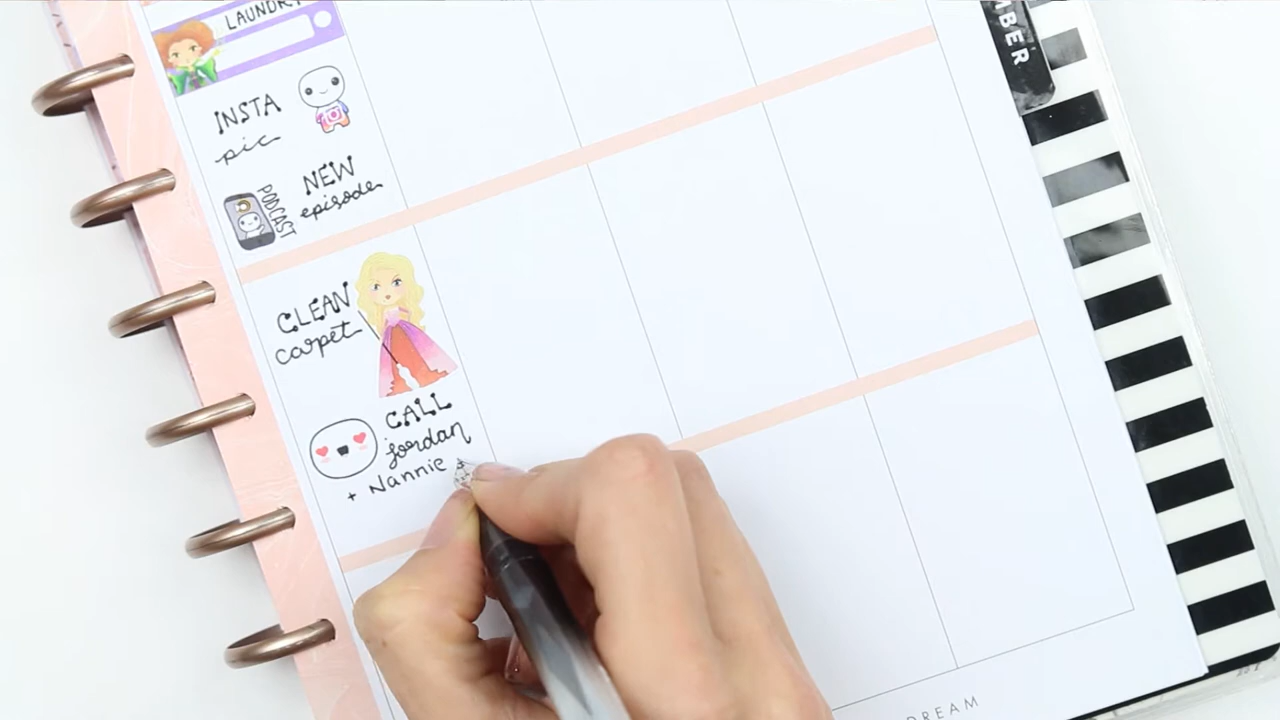 LAUNDRY
INSTA
pic
PODCAST
NEW
episode
CLEAN
carpet
CALL
jordan
+ Nannie
MBER
DREAM